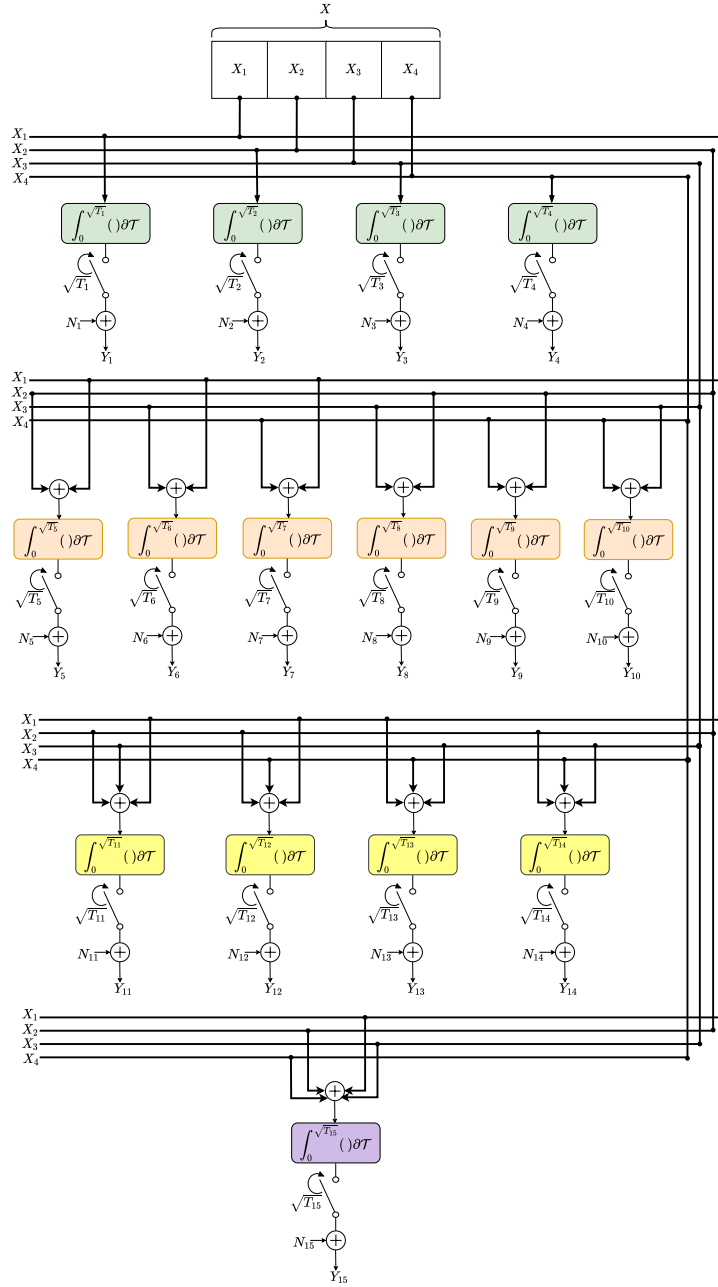 X
X₁ X₂ X₃ X₄
X₁
X₂
X₃
X₄
∫₀^√T₁ ( )∂𝒯 ∫₀^√T₂ ( )∂𝒯 ∫₀^√T₃ ( )∂𝒯 ∫₀^√T₄ ( )∂𝒯
√T₁ √T₂ √T₃ √T₄
N₁ + N₂ + N₃ + N₄ +
Y₁ Y₂ Y₃ Y₄
X₁
X₂
X₃
X₄
+ + + + + +
∫₀^√T₅ ( )∂𝒯 ∫₀^√T₆ ( )∂𝒯 ∫₀^√T₇ ( )∂𝒯 ∫₀^√T₈ ( )∂𝒯 ∫₀^√T₉ ( )∂𝒯 ∫₀^√T₁₀ ( )∂𝒯
√T₅ √T₆ √T₇ √T₈ √T₉ √T₁₀
N₅ + N₆ + N₇ + N₈ + N₉ + N₁₀ +
Y₅ Y₆ Y₇ Y₈ Y₉ Y₁₀
X₁
X₂
X₃
X₄
+ + + +
∫₀^√T₁₁ ( )∂𝒯 ∫₀^√T₁₂ ( )∂𝒯 ∫₀^√T₁₃ ( )∂𝒯 ∫₀^√T₁₄ ( )∂𝒯
√T₁₁ √T₁₂ √T₁₃ √T₁₄
N₁₁ + N₁₂ + N₁₃ + N₁₄ +
Y₁₁ Y₁₂ Y₁₃ Y₁₄
X₁
X₂
X₃
X₄
+
∫₀^√T₁₅ ( )∂𝒯
√T₁₅
N₁₅ +
Y₁₅